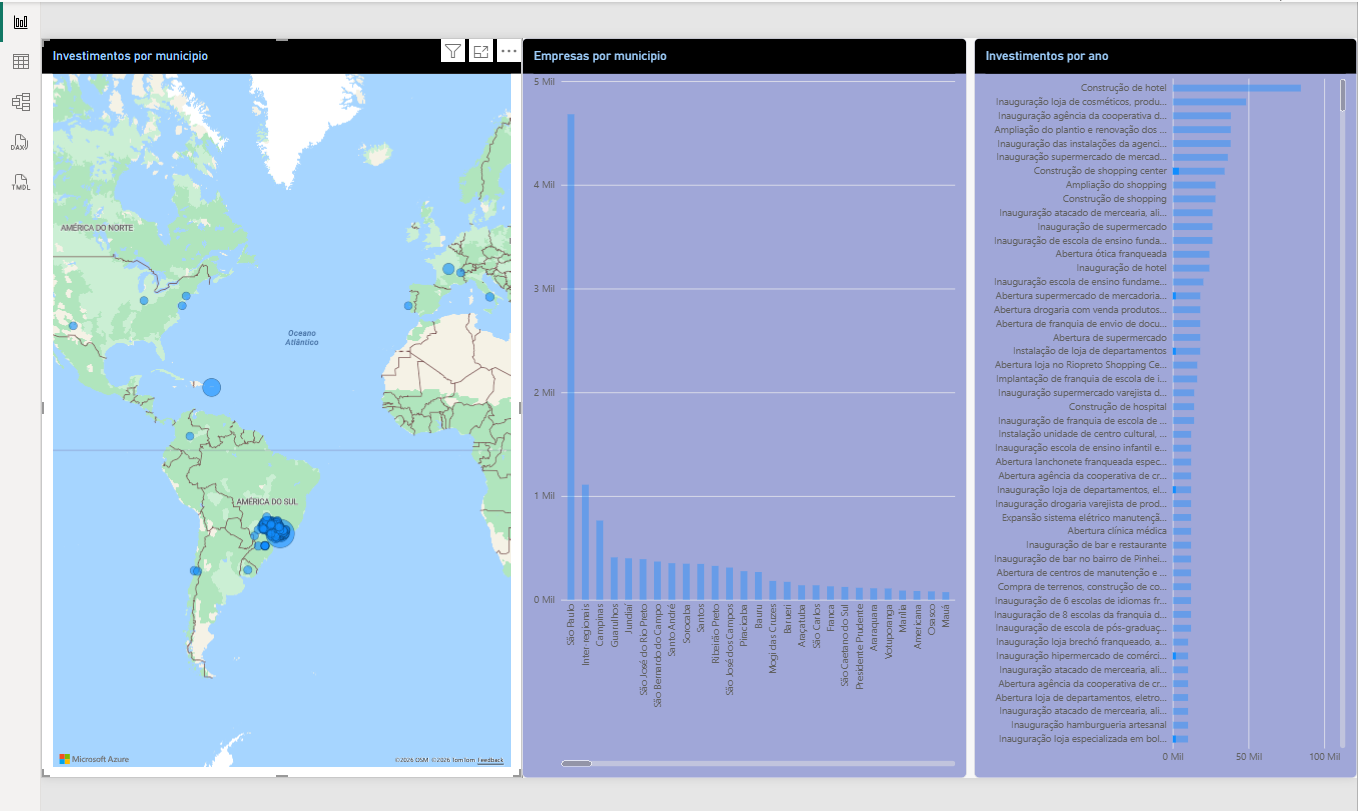 DAX
TMDL
Investimentos por municipio
AMÉRICA DO NORTE
Oceano
Atlântico
AMÉRICA DO SUL
Microsoft Azure
©2026 OSM ©2026 TomTom Feedback
Empresas por municipio
5 Mil
4 Mil
3 Mil
2 Mil
1 Mil
0 Mil
São Paulo
Inter regionais
Campinas
Guarulhos
Jundiaí
São José do Rio Preto
São Bernardo do Campo
Santo André
Sorocaba
Santos
Ribeirão Preto
São José dos Campos
Piracicaba
Bauru
Mogi das Cruzes
Barueri
Araçatuba
São Carlos
Franca
São Caetano do Sul
Presidente Prudente
Araraquara
Votuporanga
Marília
Americana
Osasco
Mauá
Investimentos por ano
Construção de hotel
Inauguração loja de cosméticos, produ...
Inauguração agência da cooperativa d...
Ampliação do plantio e renovação dos ...
Inauguração das instalações da agenci...
Inauguração supermercado de mercad...
Construção de shopping center
Ampliação do shopping
Construção de shopping
Inauguração atacado de mercearia, ali...
Inauguração de supermercado
Inauguração de escola de ensino funda...
Abertura ótica franqueada
Inauguração de hotel
Inauguração escola de ensino fundame...
Abertura supermercado de mercadoria...
Abertura drogaria com venda produtos...
Abertura de franquia de envio de docu...
Abertura de supermercado
Instalação de loja de departamentos
Abertura loja no Riopreto Shopping Ce...
Implantação de franquia de escola de i...
Inauguração supermercado varejista d...
Construção de hospital
Inauguração de franquia de escola de ...
Instalação unidade de centro cultural, ...
Inauguração escola de ensino infantil e...
Abertura lanchonete franqueada espec...
Abertura agência da cooperativa de cr...
Inauguração loja de departamentos, el...
Inauguração drogaria varejista de prod...
Expansão sistema elétrico manutençã...
Abertura clínica médica
Inauguração de bar e restaurante
Inauguração de bar no bairro de Pinhei...
Abertura de centros de manutenção e ...
Compra de terrenos, construção de co...
Inauguração de 6 escolas de idiomas fr...
Inauguração de 8 escolas da franquia d...
Inauguração de escola de pós-graduaç...
Inauguração loja brechó franqueado, a...
Inauguração hipermercado de comérci...
Inauguração atacado de mercearia, ali...
Abertura agência da cooperativa de cr...
Abertura loja de departamentos, eletro...
Inauguração atacado de mercearia, ali...
Inauguração hamburgueria artesanal
Inauguração loja especializada em bol...
0 Mil
50 Mil
100 Mil